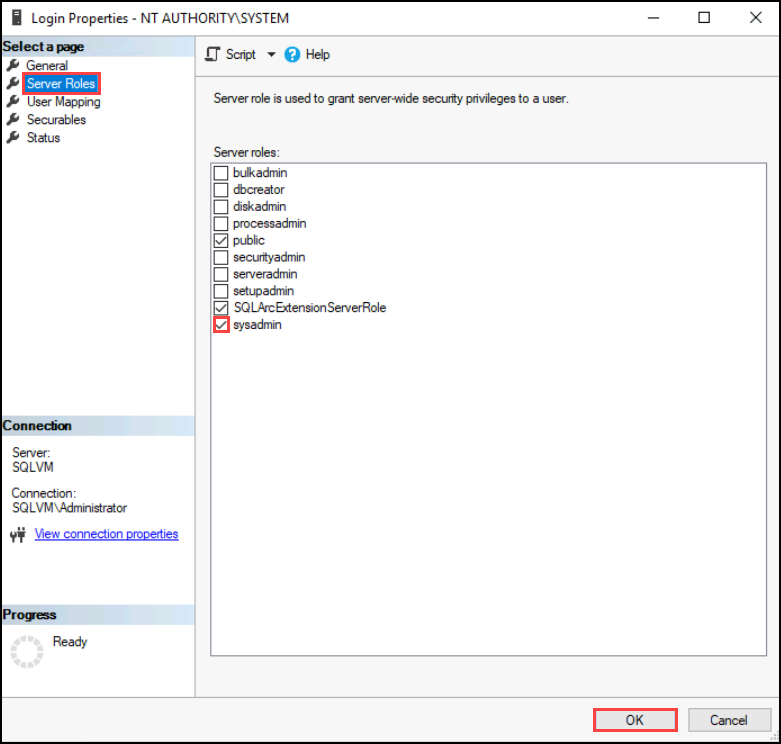 Login Properties - NT AUTHORITY\SYSTEM
Select a page
General
Server Roles
User Mapping
Securables
Status
Script
Help
Server role is used to grant server-wide security privileges to a user.
Server roles:
bulkadmin
dbcreator
diskadmin
processadmin
public
securityadmin
serveradmin
setupadmin
SQLArcExtensionServerRole
sysadmin
Connection
Server:
SQLVM
Connection:
SQLVM\Administrator
View connection properties
Progress
Ready
OK
Cancel